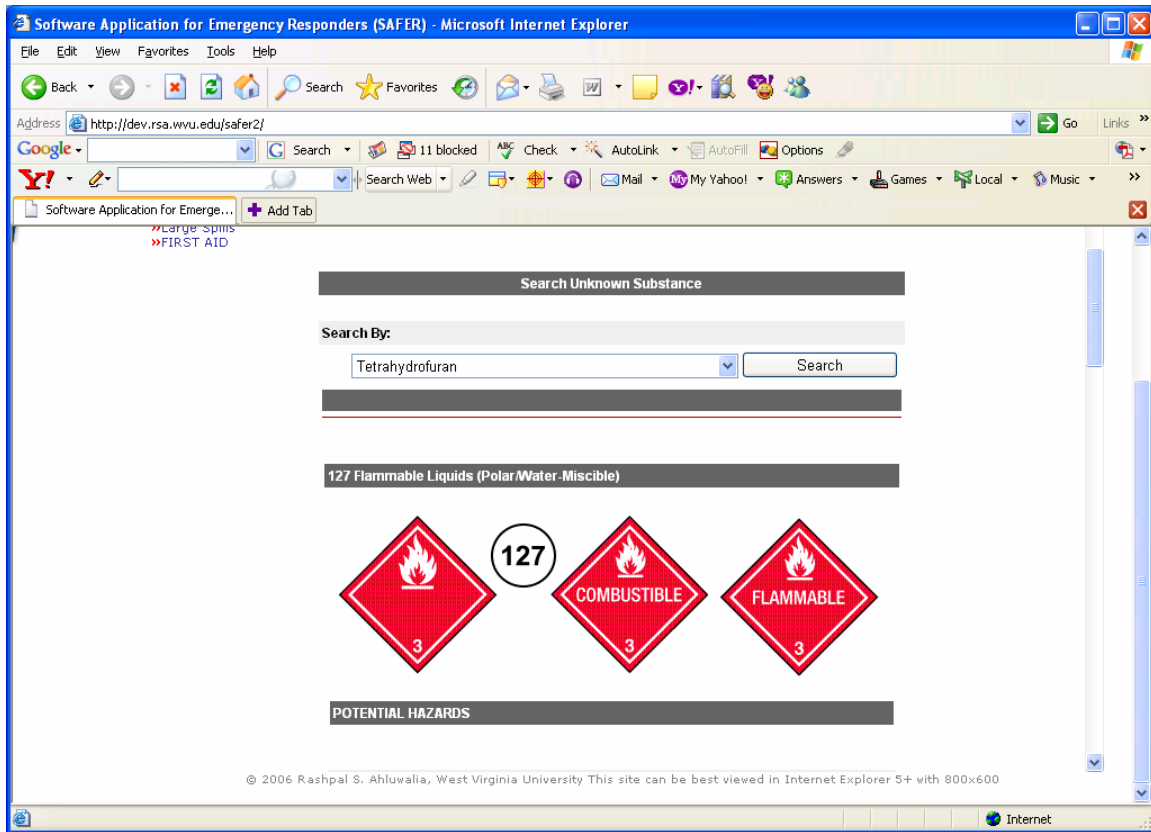 Software Application for Emergency Responders (SAFER) - Microsoft Internet Explorer
File Edit View Favorites Tools Help
Back Search Favorites
Address http://dev.rsa.wvu.edu/safer2/ Go Links »
Google Search 11 blocked ABC Check AutoLink AutoFill Options
Y! Search Web Mail My Yahoo! Answers Games Local Music »
Software Application for Emerge... Add Tab
»Large Spills
»FIRST AID
Search Unknown Substance
Search By:
Tetrahydrofuran Search
127 Flammable Liquids (Polar/Water-Miscible)
127
COMBUSTIBLE FLAMMABLE
3 3 3
POTENTIAL HAZARDS
© 2006 Rashpal S. Ahluwalia, West Virginia University This site can be best viewed in Internet Explorer 5+ with 800x600
Internet